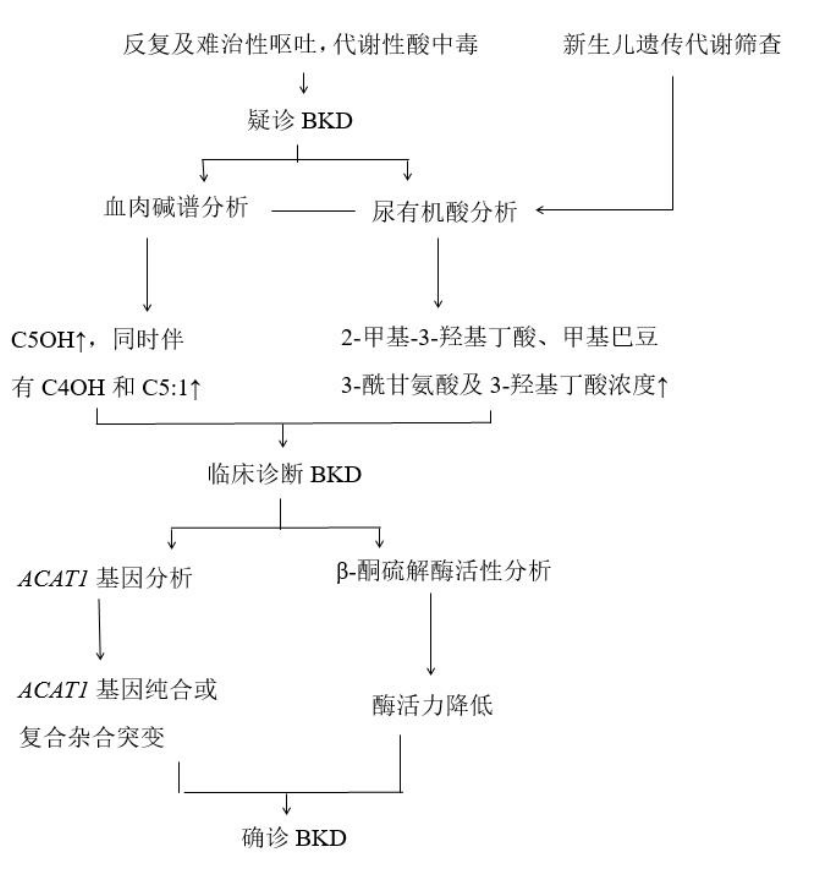 反复及难治性呕吐，代谢性酸中毒
新生儿遗传代谢筛查
疑诊 BKD
血肉碱谱分析
尿有机酸分析
C5OH↑，同时伴
有 C4OH 和 C5:1↑
2-甲基-3-羟基丁酸、甲基巴豆
3-酰甘氨酸及 3-羟基丁酸浓度↑
临床诊断 BKD
ACAT1 基因分析
β-酮硫解酶活性分析
ACAT1 基因纯合或
复合杂合突变
酶活力降低
确诊 BKD